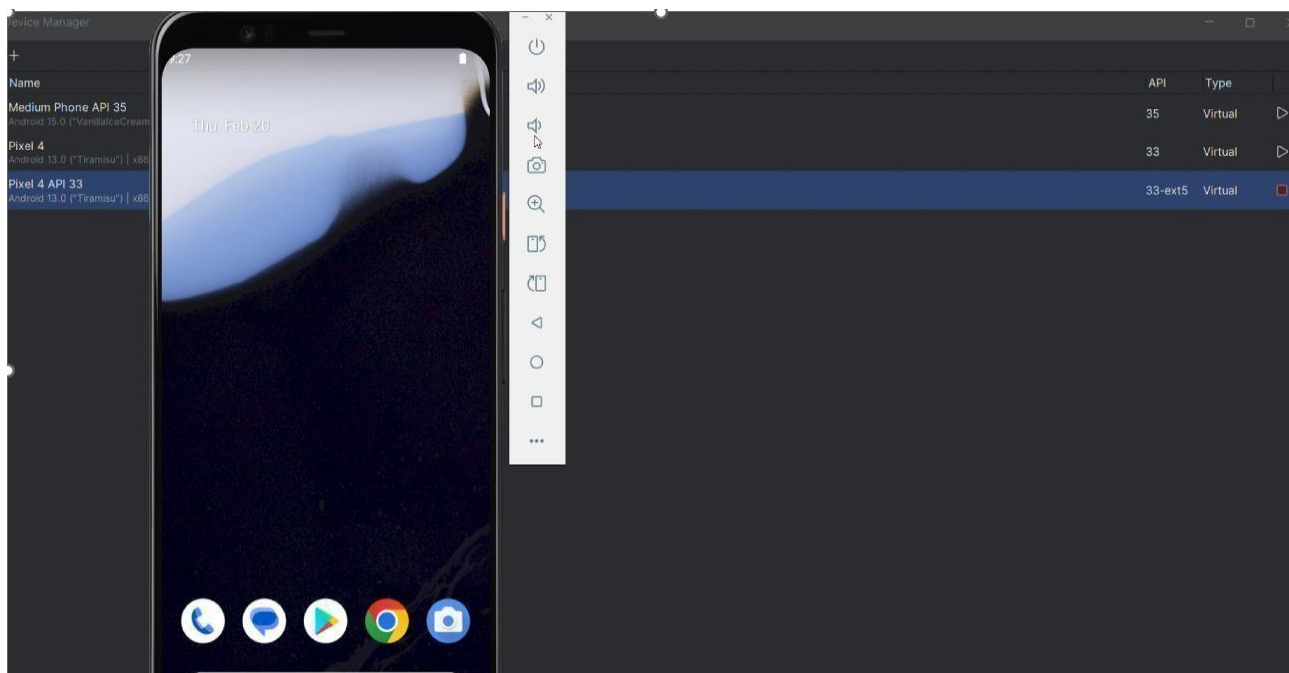 Device Manager
+
Name API Type
Medium Phone API 35
Android 15.0 ("VanillaIceCream
35 Virtual
Pixel 4
Android 13.0 ("Tiramisu") | x86
33 Virtual
Pixel 4 API 33
Android 13.0 ("Tiramisu") | x86
33-ext5 Virtual
:27
Thu, Feb 20